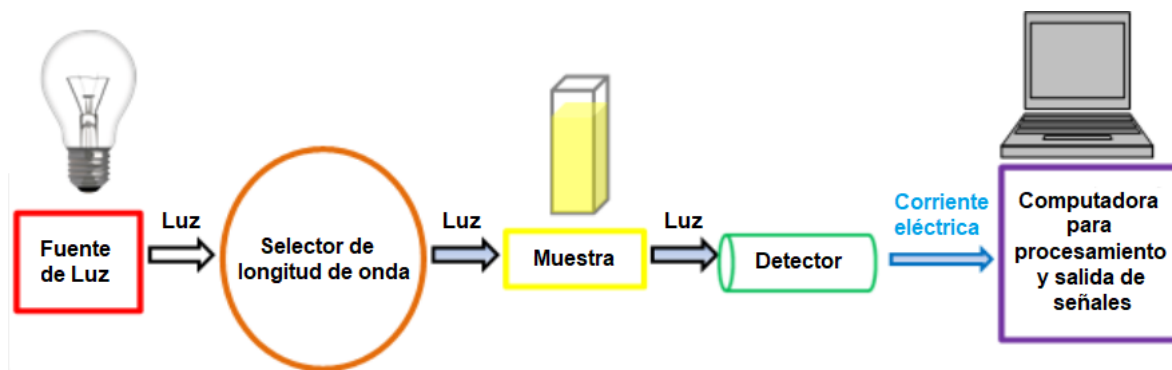 Fuente
de Luz
Luz
Selector de
longitud de onda
Luz
Muestra
Luz
Detector
Corriente
eléctrica
Computadora
para
procesamiento
y salida de
señales